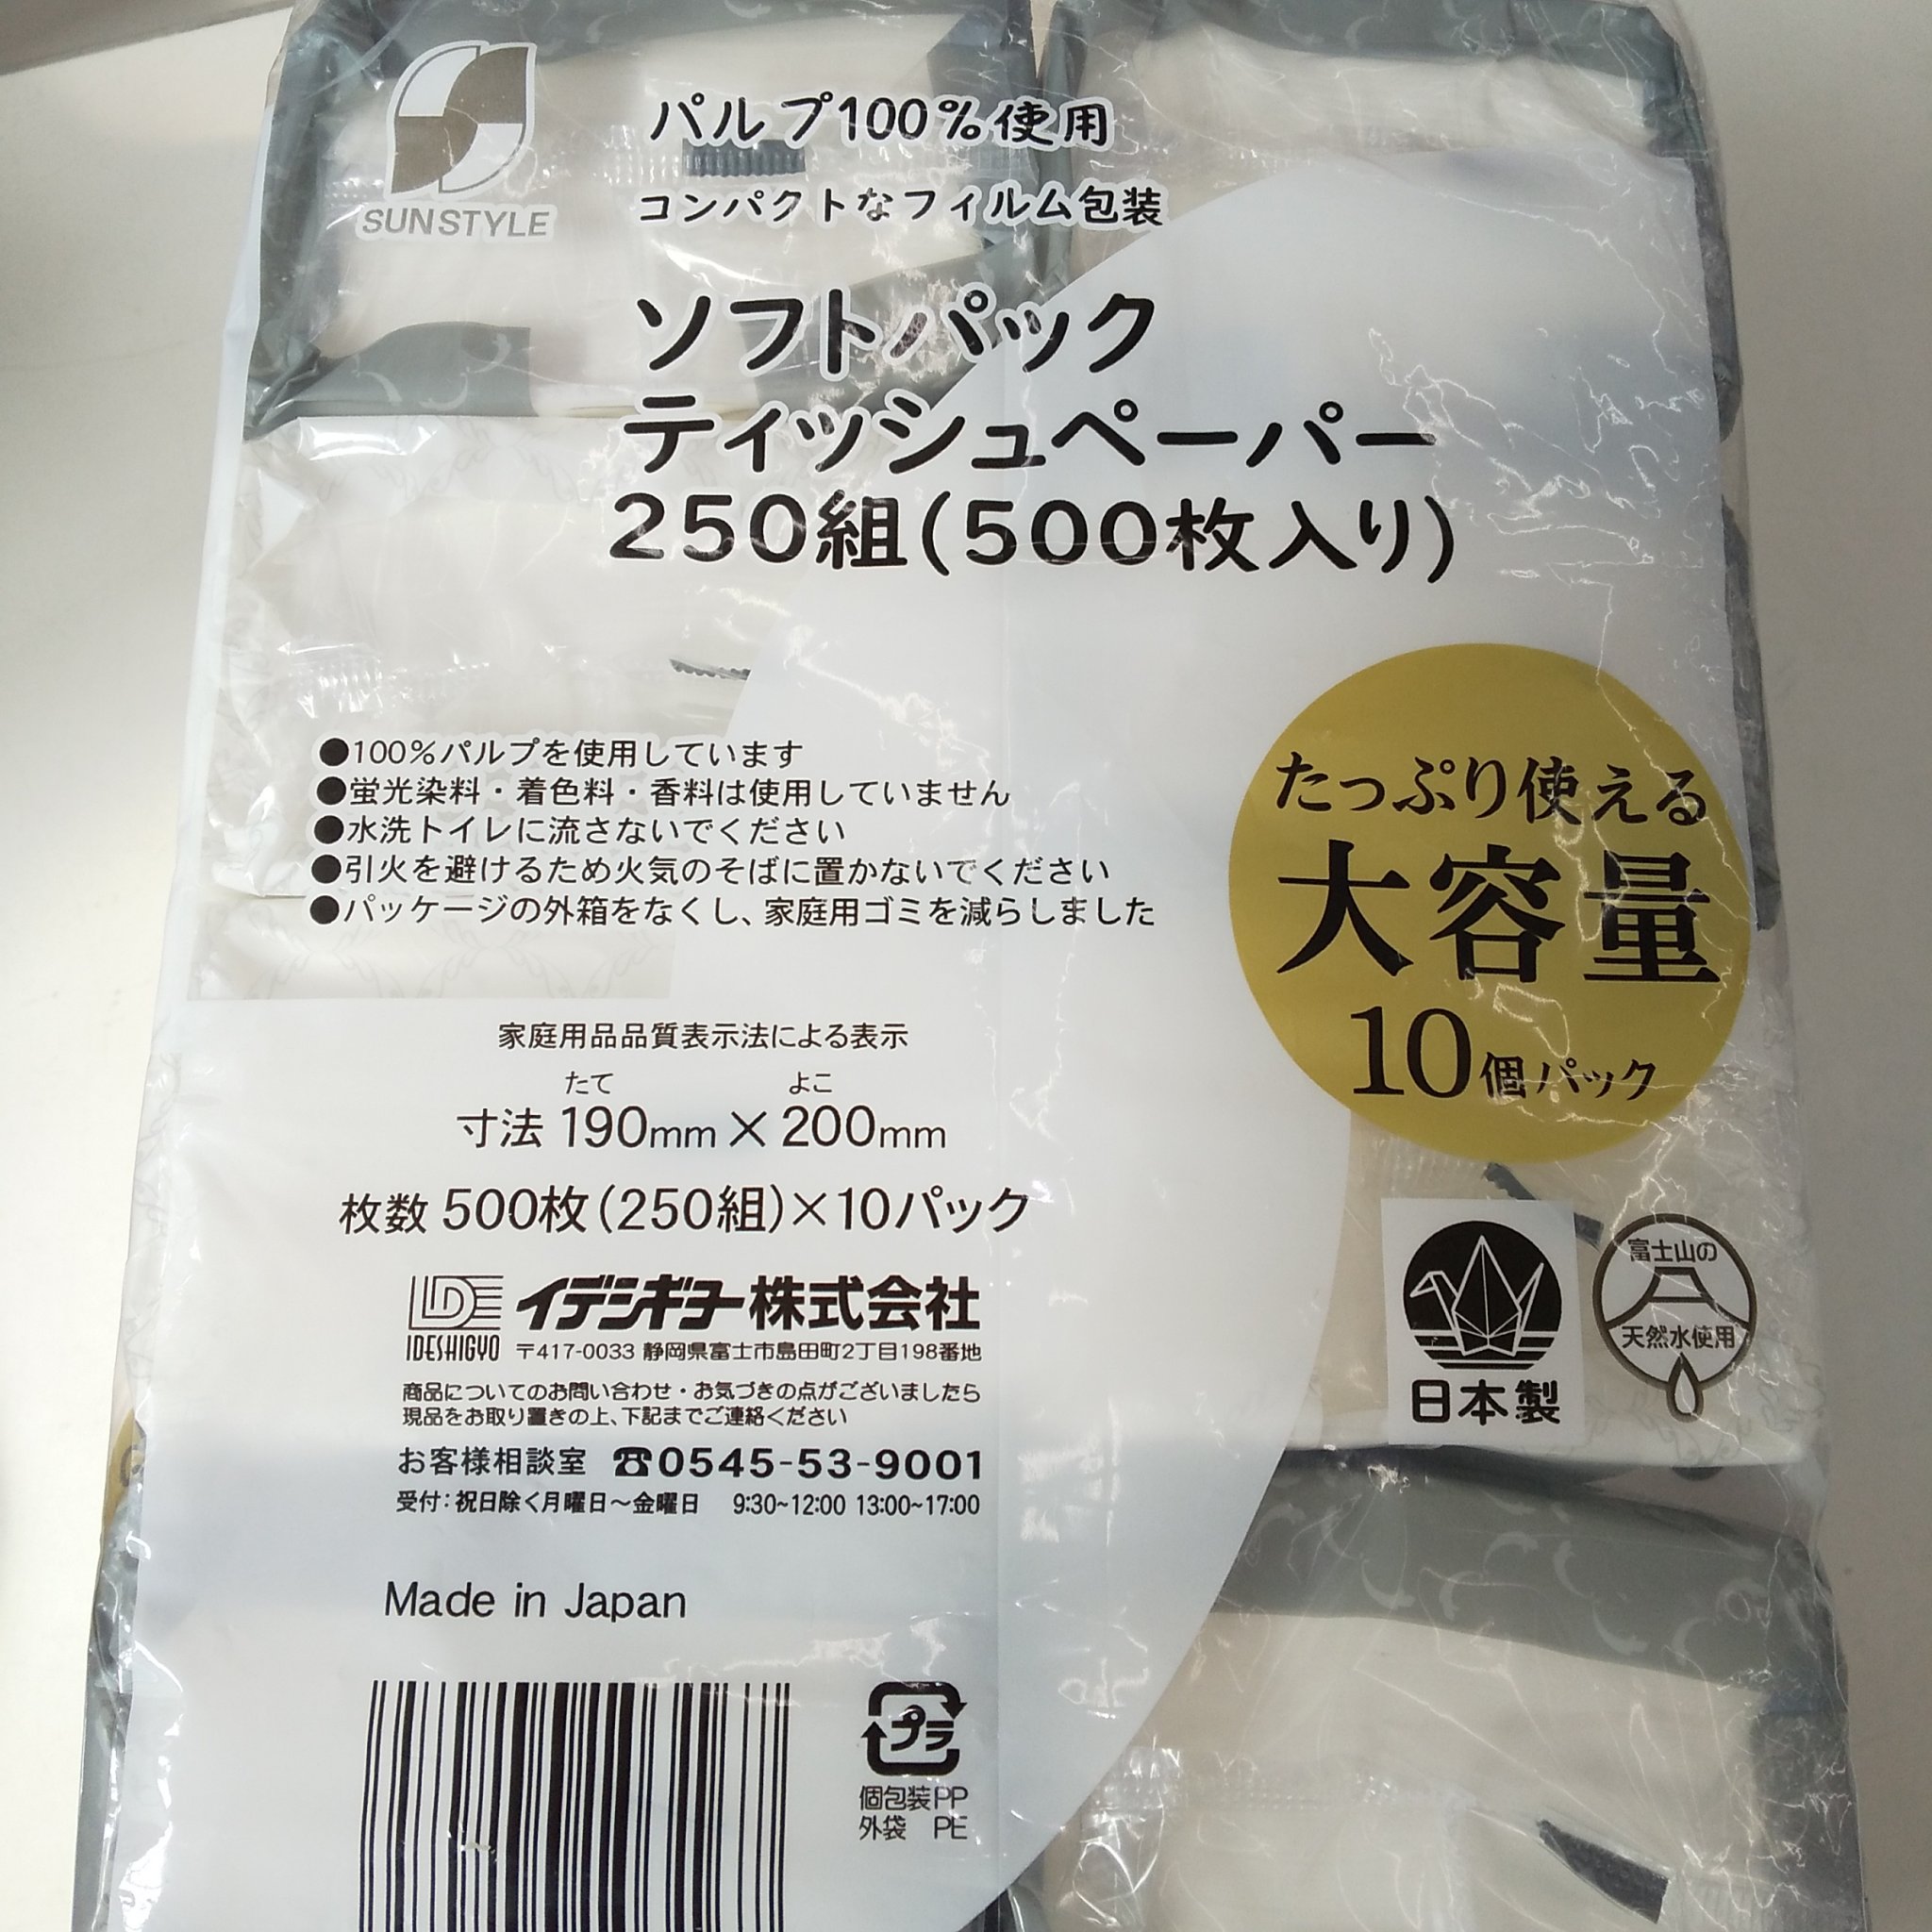 SUNSTYLE
パルプ100%使用
コンパクトなフィルム包装
ソフトパック
ティッシュペーパー
250組(500枚入り)
●100%パルプを使用しています
●蛍光染料・着色料・香料は使用していません
●水洗トイレに流さないでください
●引火を避けるため火気のそばに置かないでください
●パッケージの外箱をなくし、家庭用ゴミを減らしました
たっぷり使える
大容量
10個パック
家庭用品品質表示法による表示
たて よこ
寸法 190mm×200mm
枚数 500枚(250組)×10パック
日本製
富士山の
天然水使用
IDE イデシギョー株式会社
IDESHIGYO 〒417-0033 静岡県富士市島田町2丁目198番地
商品についてのお問い合わせ・お気づきの点がございましたら
現品をお取り置きの上、下記までご連絡ください
お客様相談室 ☎0545-53-9001
受付：祝日除く月曜日～金曜日 9:30~12:00 13:00~17:00
Made in Japan
プラ
個包装PP
外袋 PE